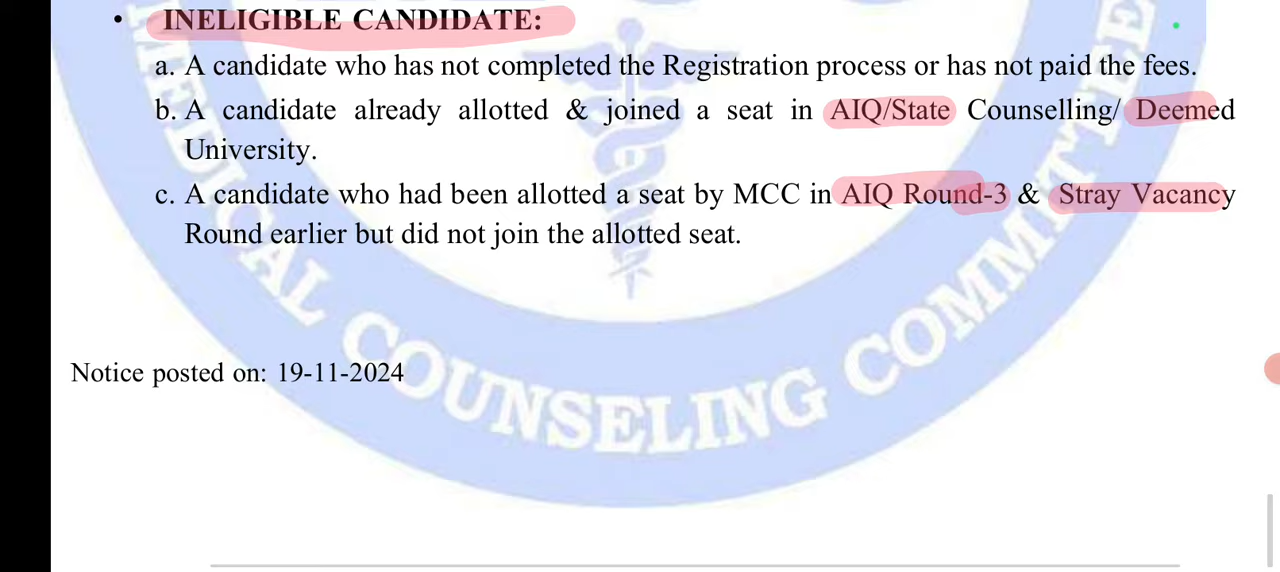 • INELIGIBLE CANDIDATE:
a. A candidate who has not completed the Registration process or has not paid the fees.
b. A candidate already allotted & joined a seat in AIQ/State Counselling/ Deemed
University.
c. A candidate who had been allotted a seat by MCC in AIQ Round-3 & Stray Vacancy
Round earlier but did not join the allotted seat.
Notice posted on: 19-11-2024
MEDICAL COUNSELING COMMITTEE